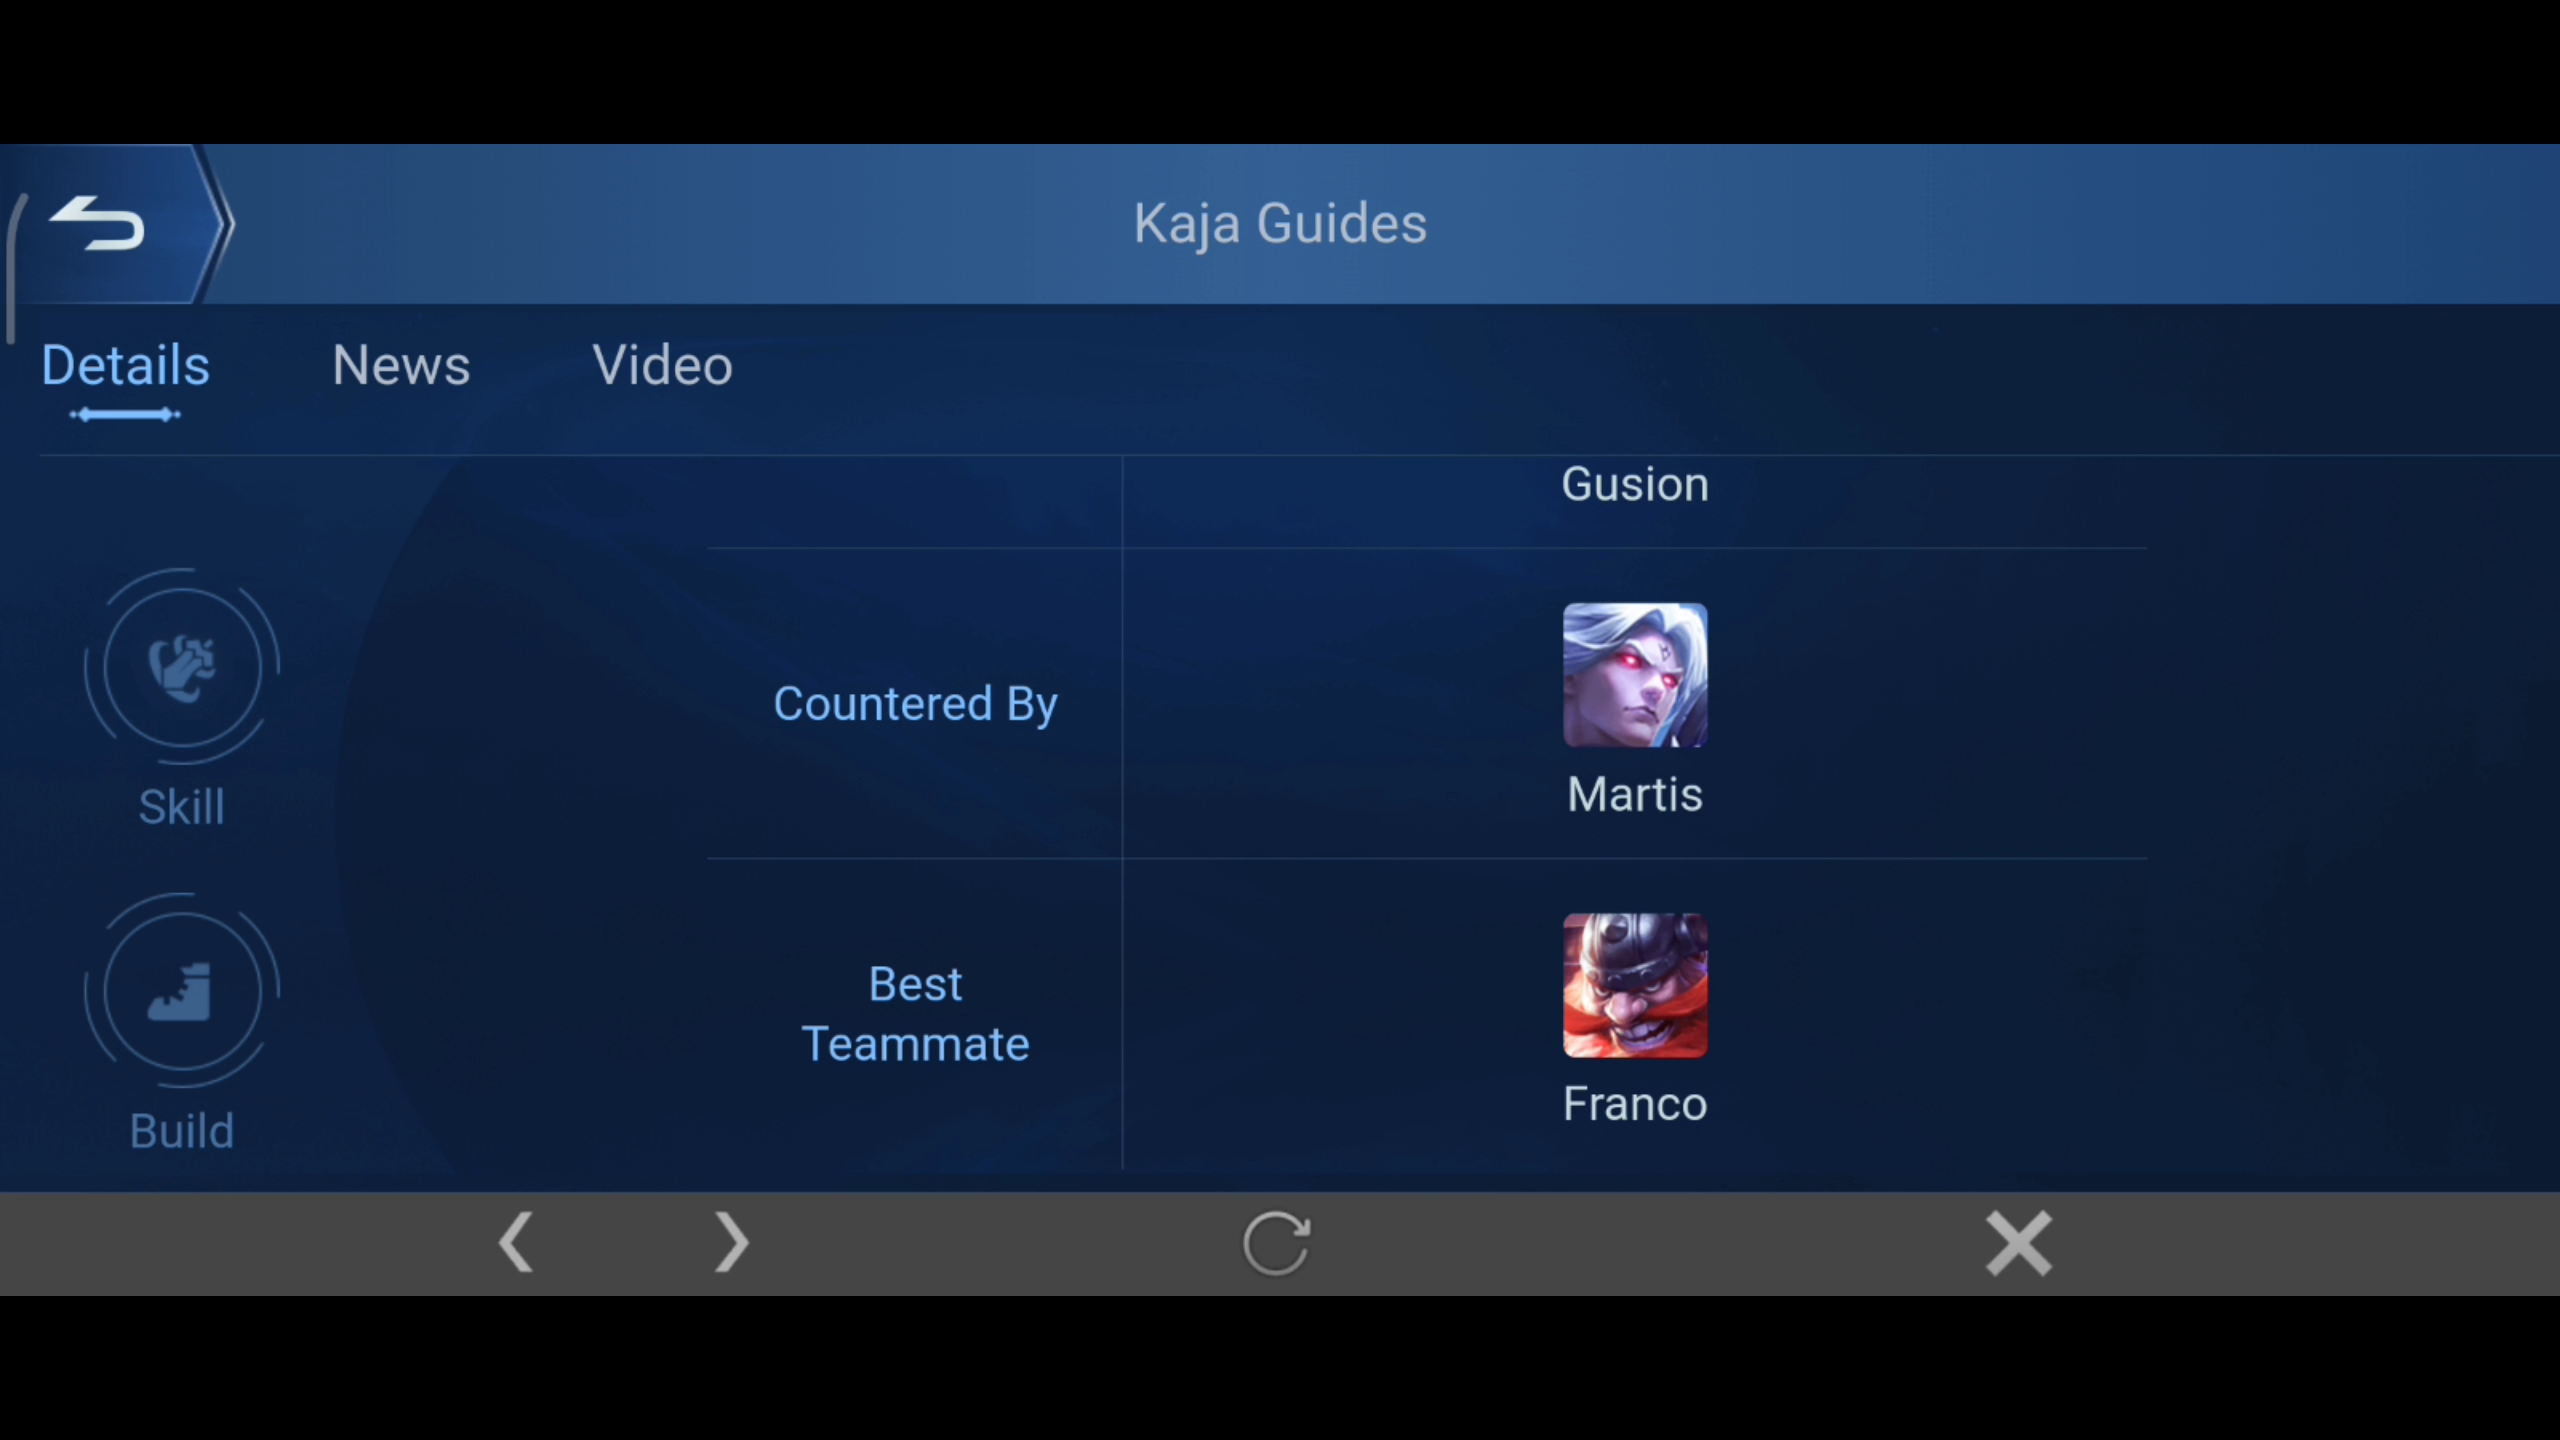 Kaja Guides
Details
News
Video
Gusion
Skill
Countered By
Martis
Best
Teammate
Franco
Build